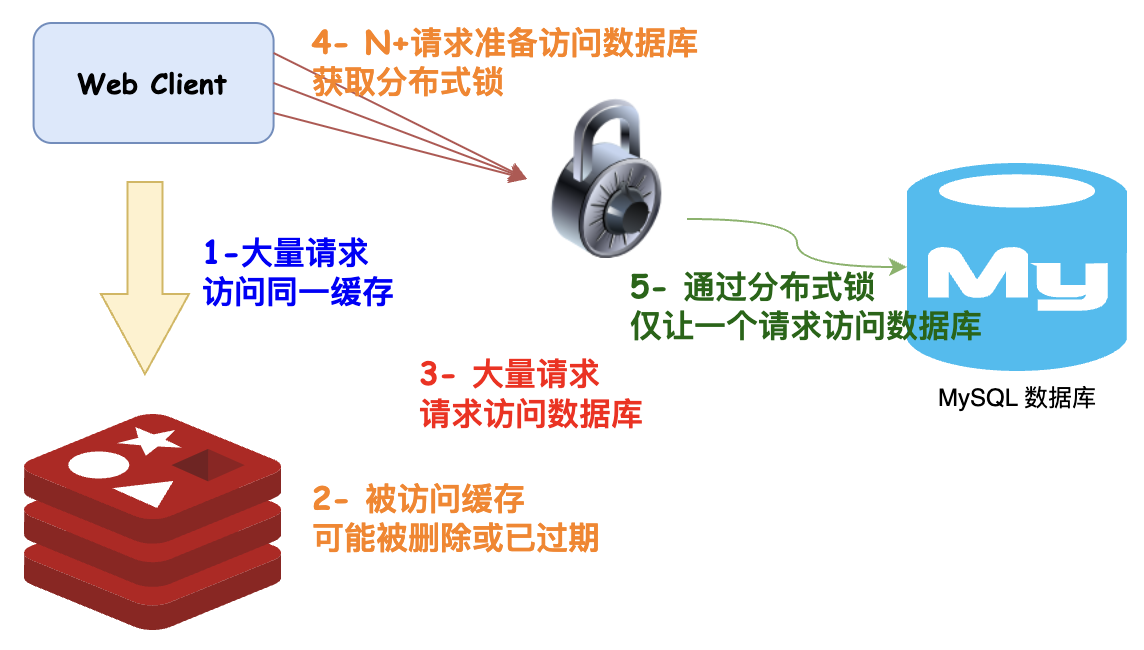 4- N+请求准备访问数据库
获取分布式锁
Web Client
1-大量请求
访问同一缓存
My
5- 通过分布式锁
仅让一个请求访问数据库
3- 大量请求
请求访问数据库
MySQL 数据库
2- 被访问缓存
可能被删除或已过期